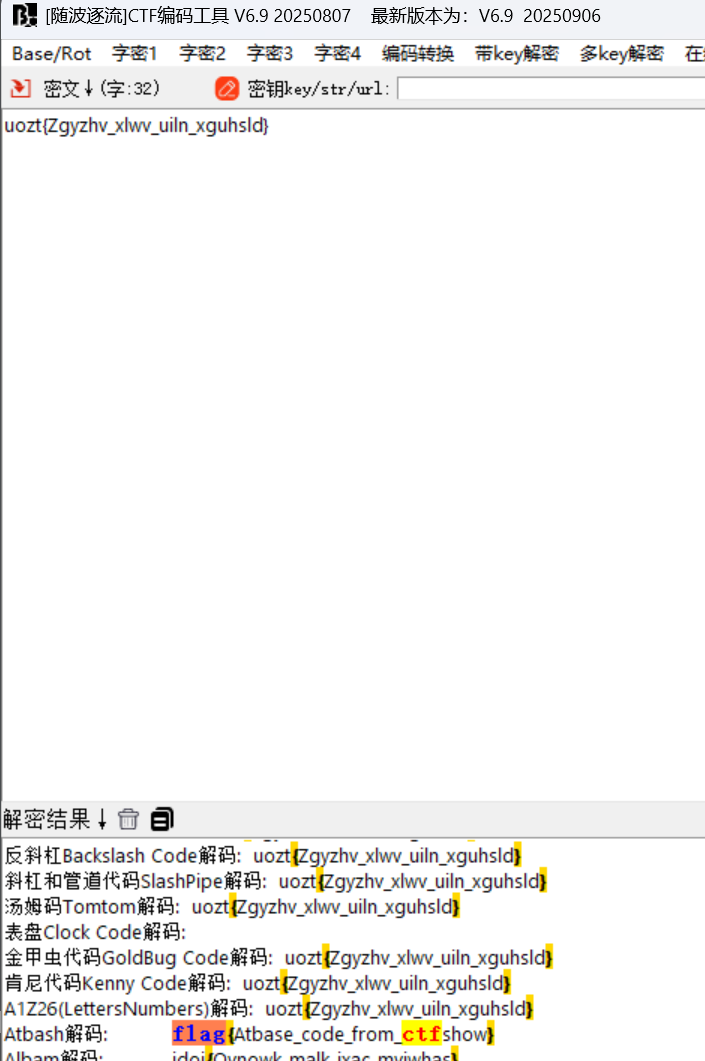 [随波逐流]CTF编码工具 V6.9 20250807 最新版本为：V6.9 20250906
Base/Rot 字密1 字密2 字密3 字密4 编码转换 带key解密 多key解密 在
密文↓(字:32) 密钥key/str/url:
uozt{Zgyzhv_xlwv_uiln_xguhsld}
解密结果↓
反斜杠Backslash Code解码: uozt{Zgyzhv_xlwv_uiln_xguhsld}
斜杠和管道代码SlashPipe解码: uozt{Zgyzhv_xlwv_uiln_xguhsld}
汤姆码Tomtom解码: uozt{Zgyzhv_xlwv_uiln_xguhsld}
表盘Clock Code解码:
金甲虫代码GoldBug Code解码: uozt{Zgyzhv_xlwv_uiln_xguhsld}
肯尼代码Kenny Code解码: uozt{Zgyzhv_xlwv_uiln_xguhsld}
A1Z26(LettersNumbers)解码: uozt{Zgyzhv_xlwv_uiln_xguhsld}
Atbash解码: flag{Atbase_code_from_ctfshow}
Albam解码: